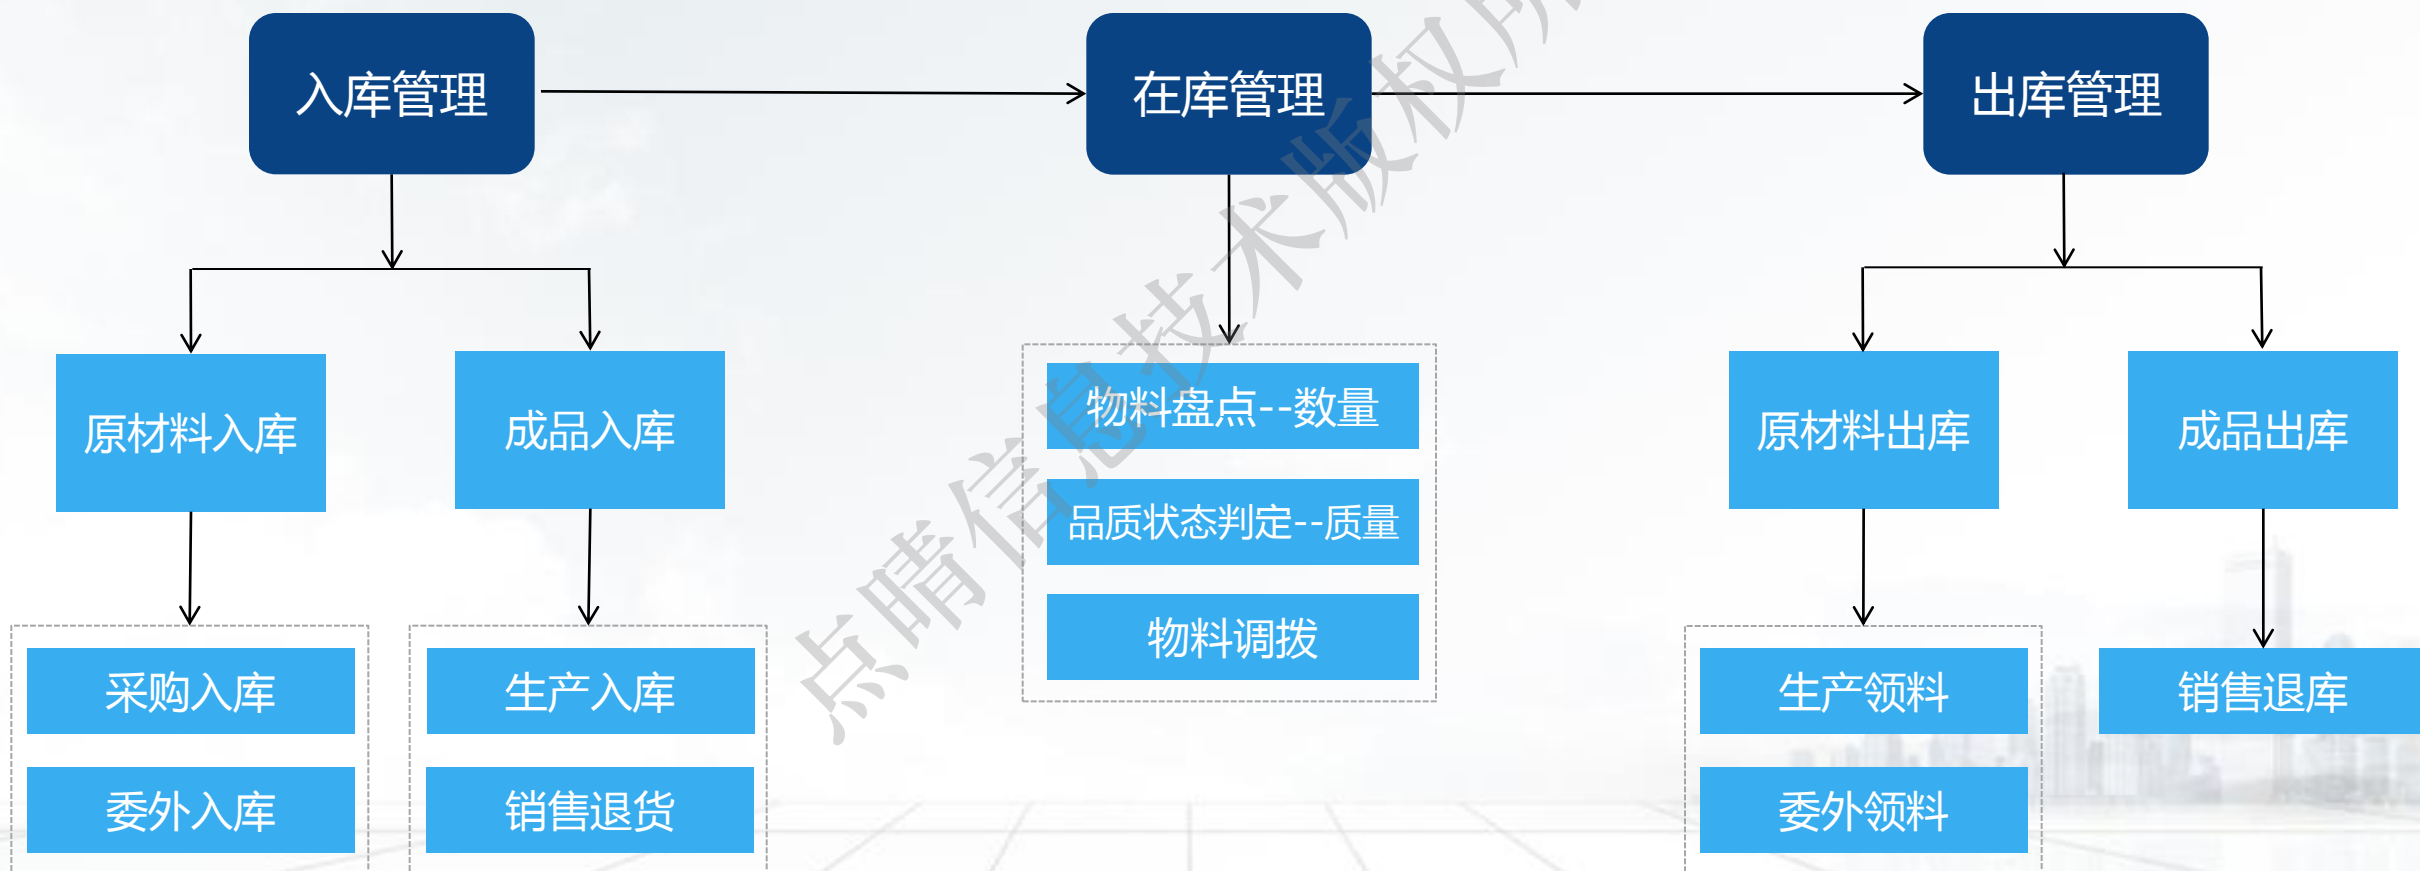 入库管理
在库管理
出库管理
原材料入库
成品入库
物料盘点--数量
品质状态判定--质量
物料调拨
原材料出库
成品出库
采购入库
委外入库
生产入库
销售退货
生产领料
委外领料
销售退库
点晴信息技术版权所